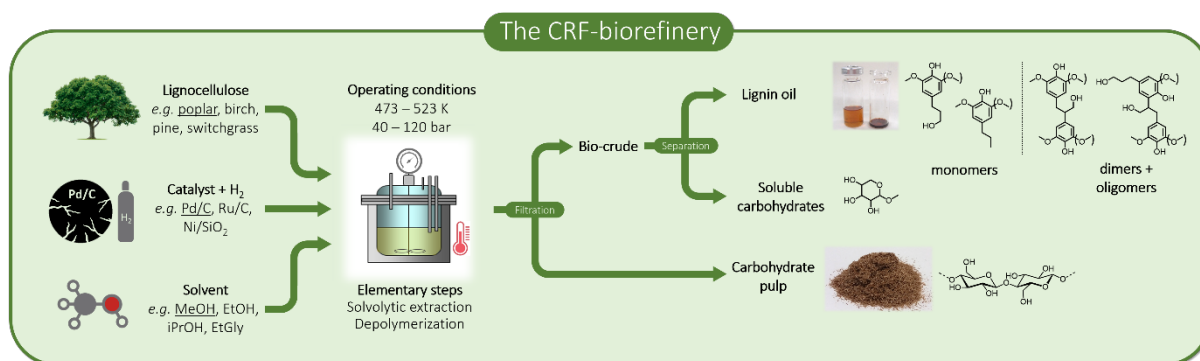 The CRF-biorefinery
Lignocellulose
e.g. poplar, birch,
pine, switchgrass
Pd/C
H2
Catalyst + H2
e.g. Pd/C, Ru/C,
Ni/SiO2
Solvent
e.g. MeOH, EtOH,
iPrOH, EtGly
Operating conditions
473 – 523 K
40 – 120 bar
Elementary steps
Solvolytic extraction
Depolymerization
Filtration
Bio-crude
Separation
Lignin oil
monomers
dimers +
oligomers
Soluble
carbohydrates
Carbohydrate
pulp